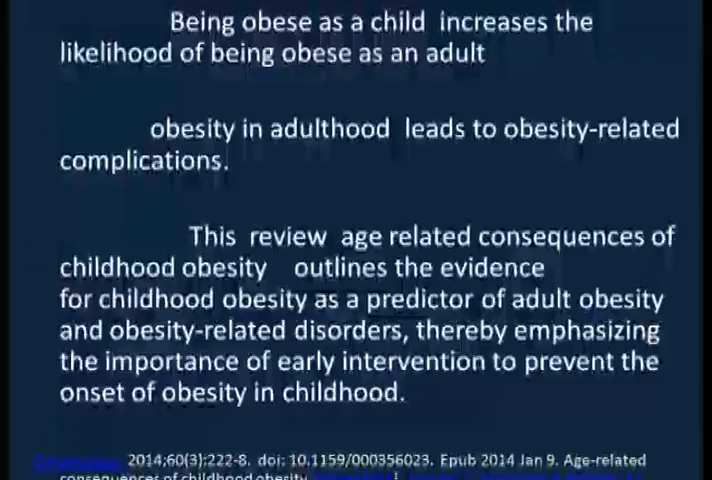 Being obese as a child increases the
likelihood of being obese as an adult
obesity in adulthood leads to obesity-related
complications.
This review age related consequences of
childhood obesity outlines the evidence
for childhood obesity as a predictor of adult obesity
and obesity-related disorders, thereby emphasizing
the importance of early intervention to prevent the
onset of obesity in childhood.
2014;60(3):222-8. doi: 10.1159/000356023. Epub 2014 Jan 9. Age-related
consequences of childhood obesity